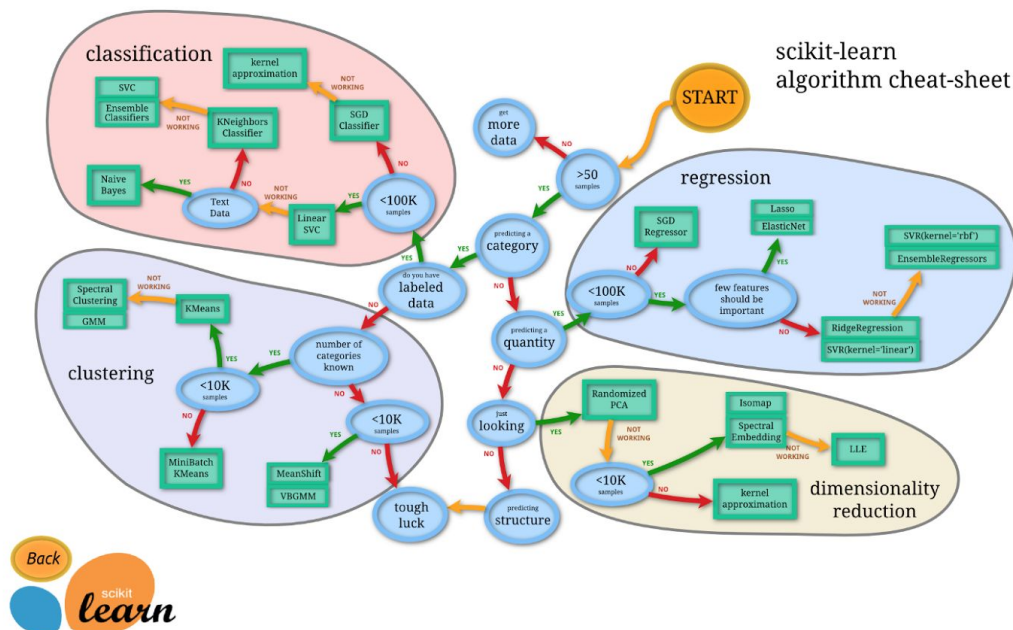 scikit-learn
algorithm cheat-sheet
START
get
more
data
NO
>50
samples
YES
predicting a
category
YES
NO
do you have
labeled
data
YES
NO
predicting a
quantity
YES
NO
just
looking
YES
NO
predicting
structure
tough
luck
classification
kernel
approximation
NOT
WORKING
SGD
Classifier
NO
<100K
samples
YES
Linear
SVC
NOT
WORKING
Text
Data
YES
Naive
Bayes
NO
KNeighbors
Classifier
NOT
WORKING
SVC
Ensemble
Classifiers
regression
<100K
samples
NO
SGD
Regressor
YES
few features
should be
important
YES
Lasso
ElasticNet
NO
RidgeRegression
SVR(kernel='linear')
NOT
WORKING
SVR(kernel='rbf')
EnsembleRegressors
clustering
number of
categories
known
YES
<10K
samples
YES
KMeans
NOT
WORKING
Spectral
Clustering
GMM
NO
MiniBatch
KMeans
NO
<10K
samples
YES
MeanShift
VBGMM
NO
dimensionality
reduction
Randomized
PCA
NOT
WORKING
<10K
samples
YES
Isomap
Spectral
Embedding
NOT
WORKING
LLE
NO
kernel
approximation
Back
scikit
learn